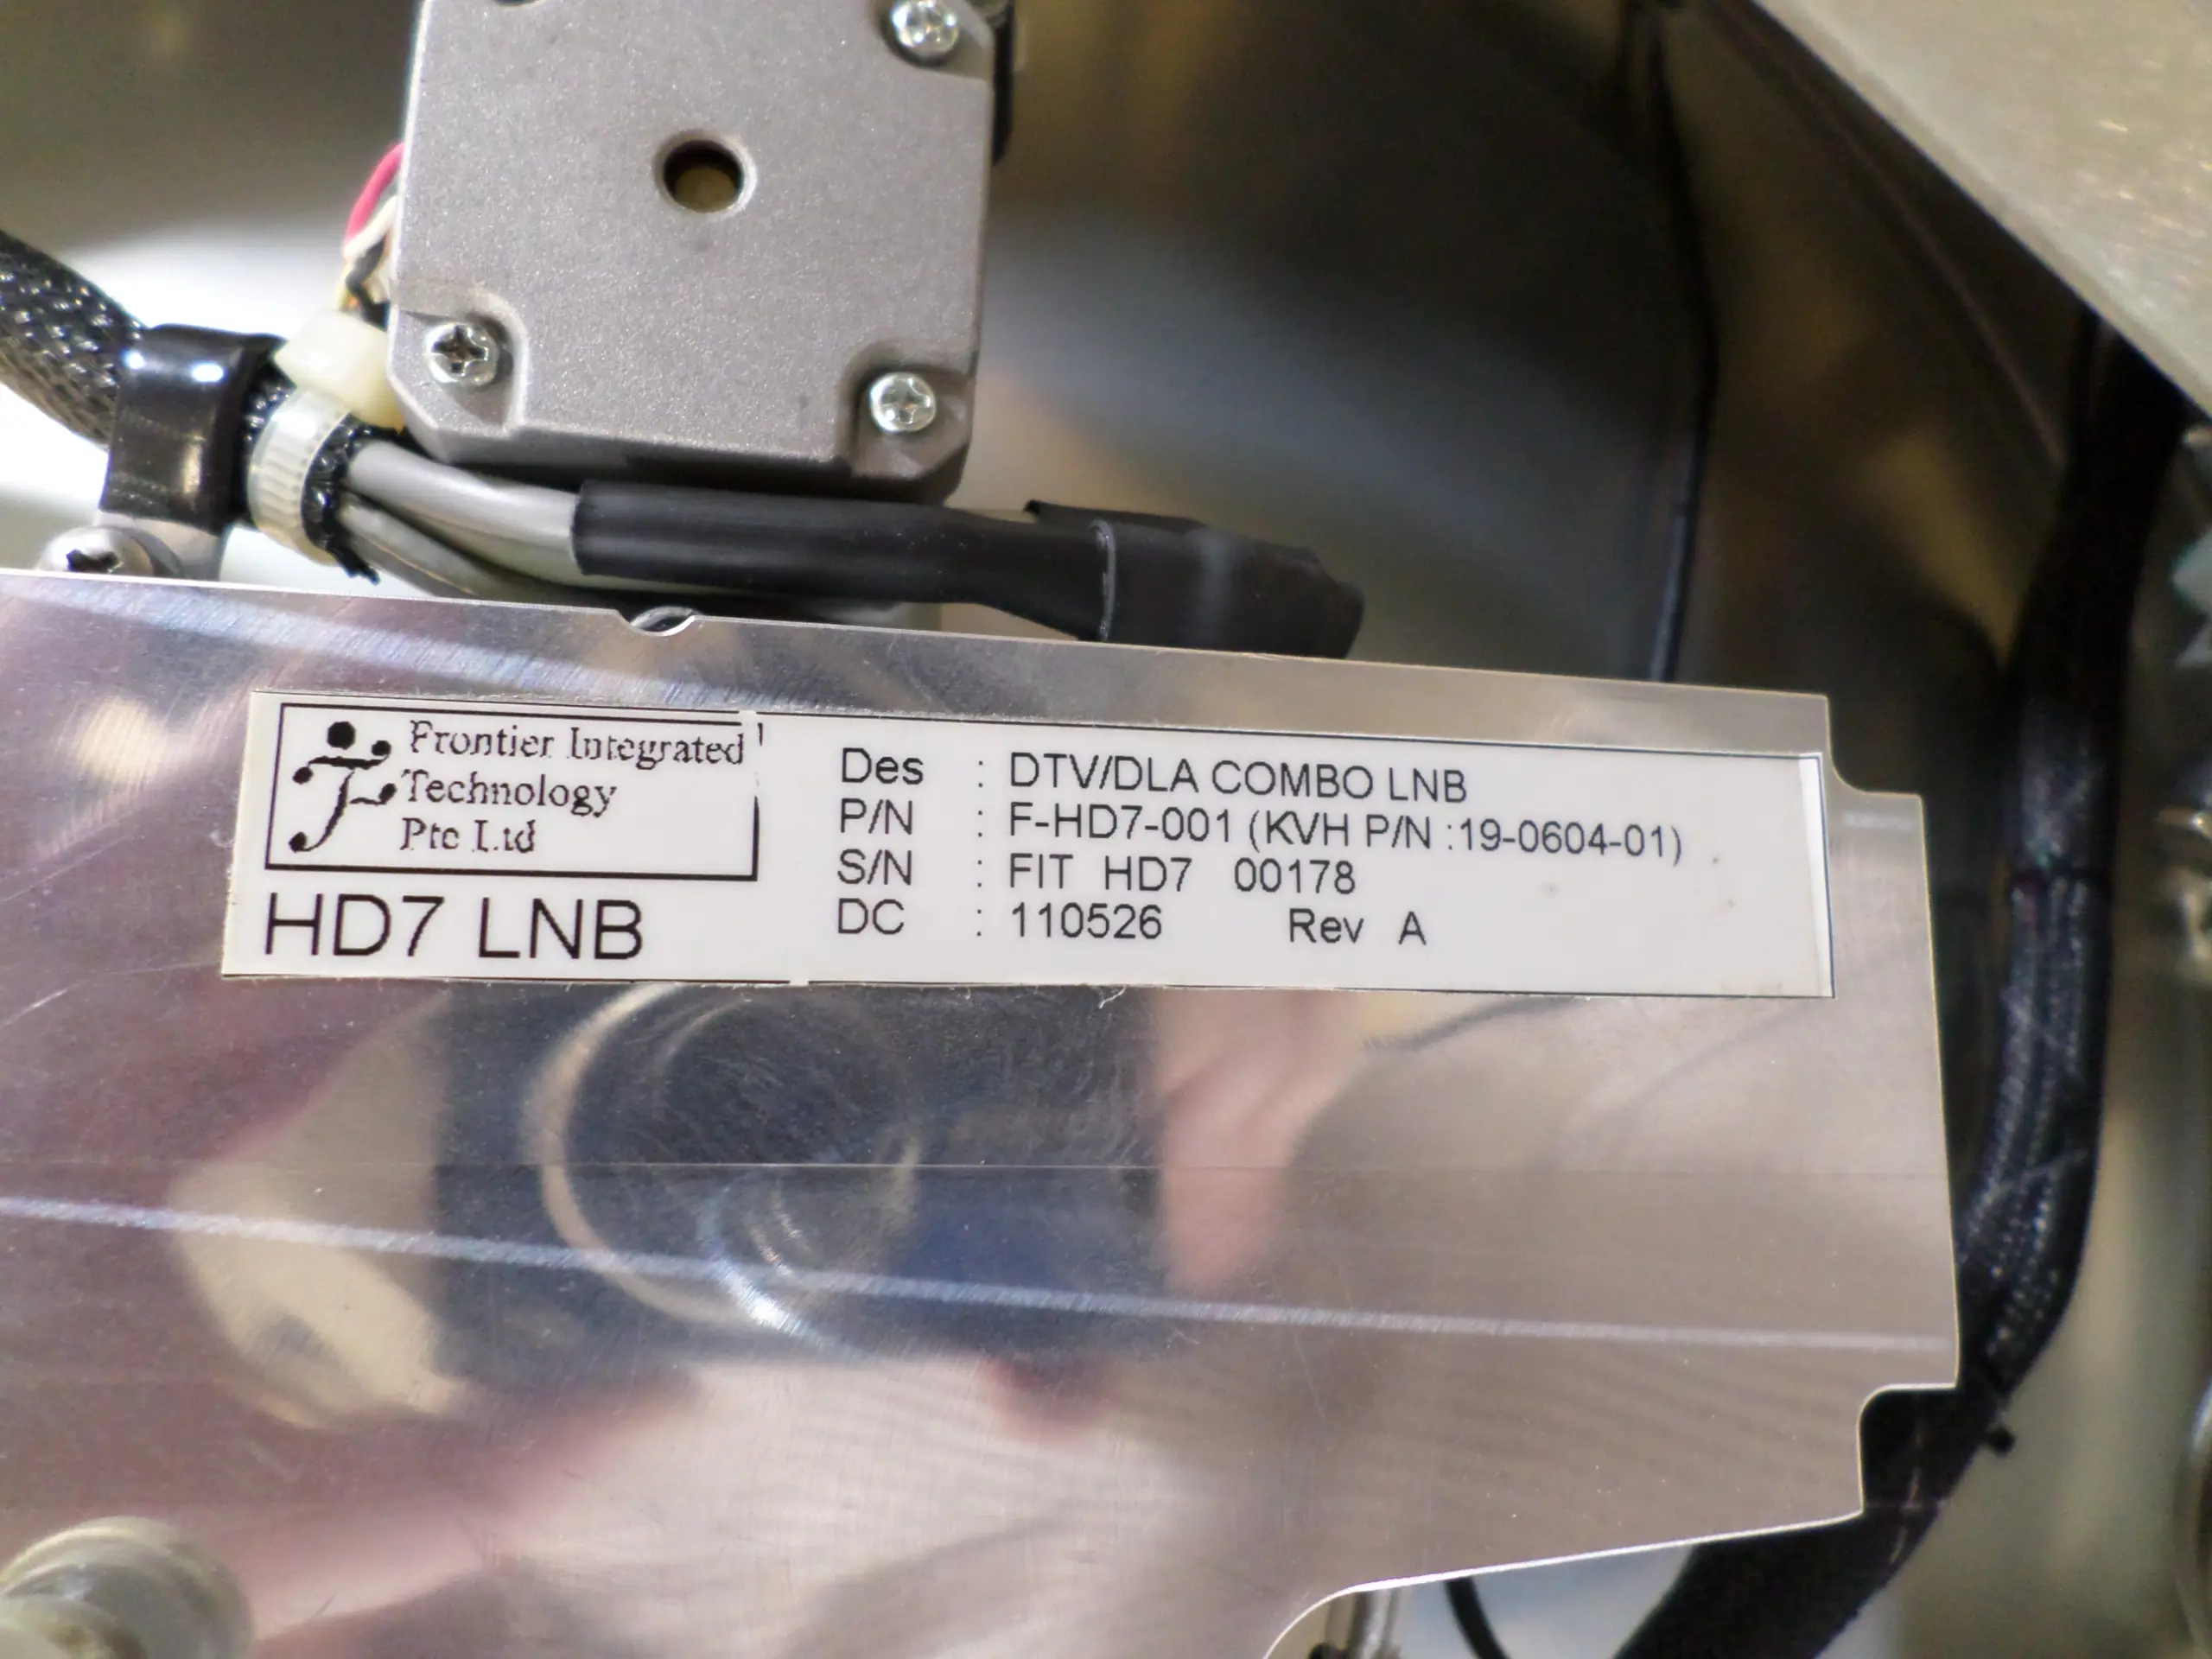 Frontier Integrated
Technology
Pte Ltd
HD7 LNB
Des : DTV/DLA COMBO LNB
P/N : F-HD7-001 (KVH P/N :19-0604-01)
S/N : FIT HD7 00178
DC : 110526 Rev A